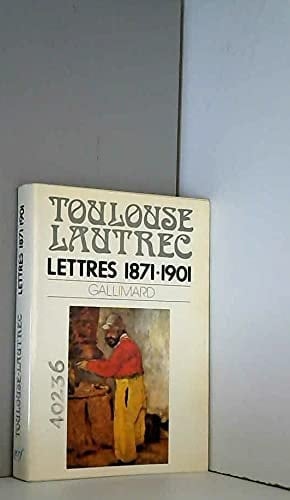 TOULOUSE
LAUTREC
LETTRES 1871-1901
GALLIMARD
40236
TOULOUSE-LAUTREC LETTRES 1871-1901
nrf